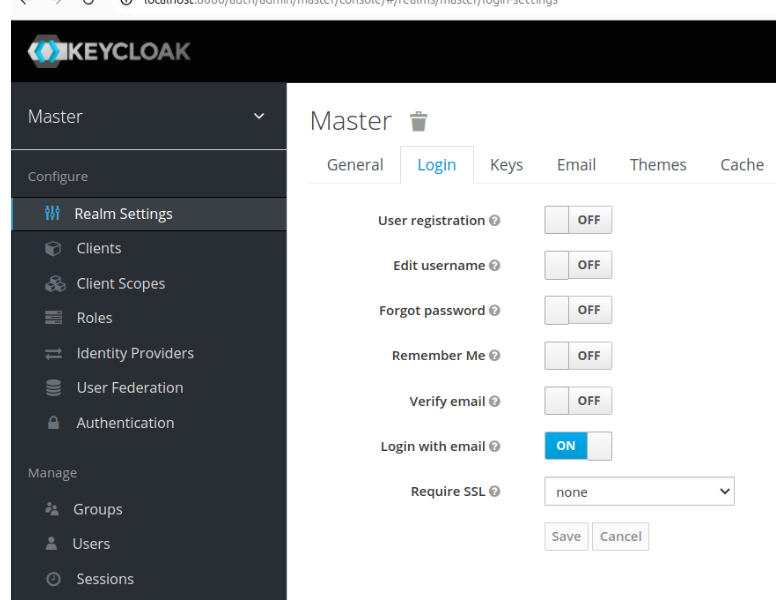 localhost:8080/auth/admin/master/console/#/realms/master/login-settings
KEYCLOAK
Master
Configure
Realm Settings
Clients
Client Scopes
Roles
Identity Providers
User Federation
Authentication
Manage
Groups
Users
Sessions
Master
General Login Keys Email Themes Cache
User registration OFF
Edit username OFF
Forgot password OFF
Remember Me OFF
Verify email OFF
Login with email ON
Require SSL none
Save Cancel